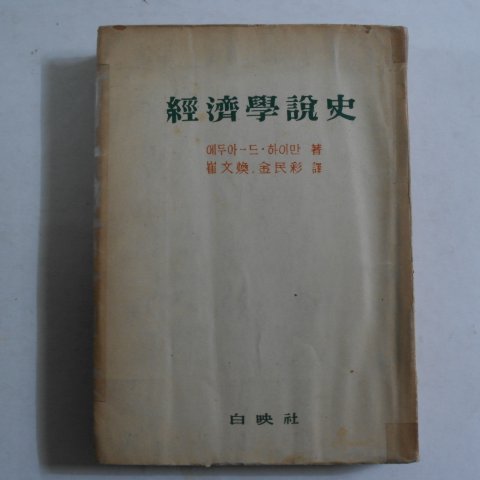 經濟學說史
에두아ㅡ드·하이만 著
崔文煥.金民彩 譯
白映社